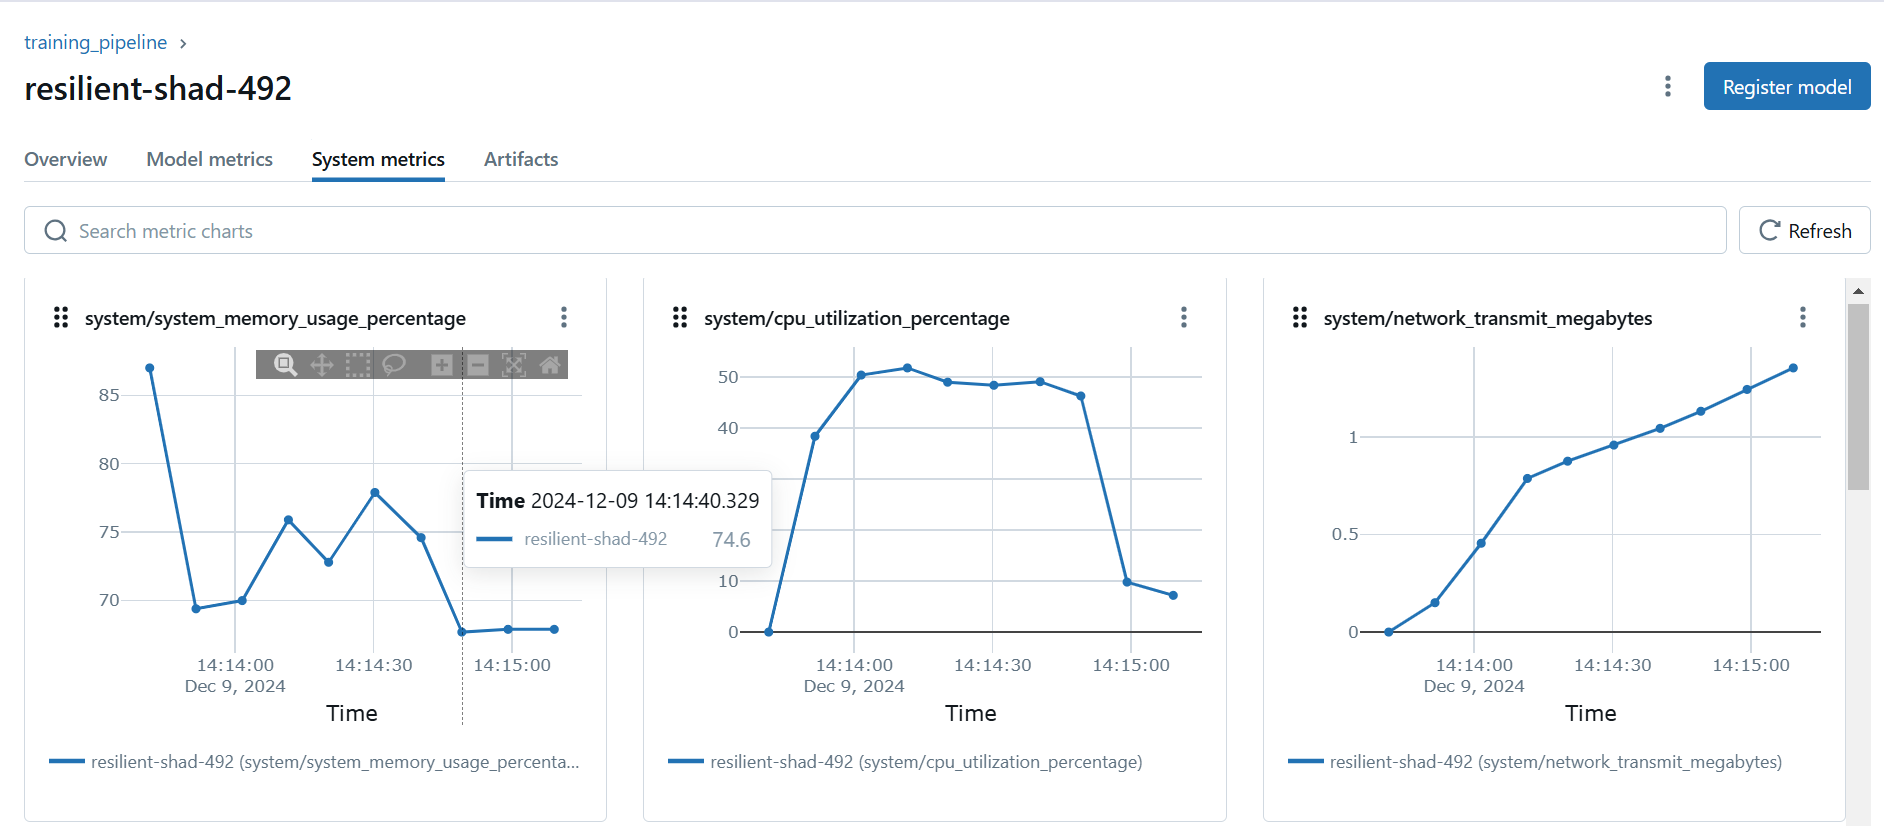 training_pipeline
resilient-shad-492
Register model
Overview Model metrics System metrics Artifacts
Search metric charts
Refresh
system/system_memory_usage_percentage
85
80
75
70
14:14:00 14:14:30 14:15:00
Dec 9, 2024
Time
resilient-shad-492 (system/system_memory_usage_percenta...
Time 2024-12-09 14:14:40.329
resilient-shad-492 74.6
system/cpu_utilization_percentage
50
40
10
0
14:14:00 14:14:30 14:15:00
Dec 9, 2024
Time
resilient-shad-492 (system/cpu_utilization_percentage)
system/network_transmit_megabytes
1
0.5
0
14:14:00 14:14:30 14:15:00
Dec 9, 2024
Time
resilient-shad-492 (system/network_transmit_megabytes)